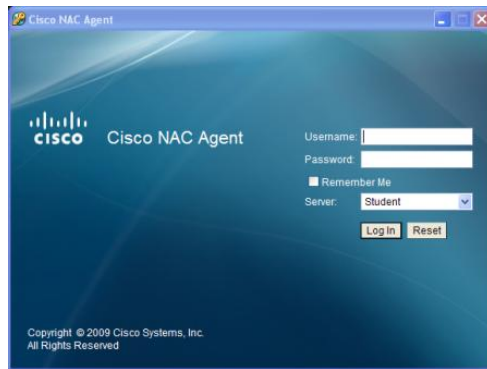 Cisco NAC Agent
CISCO
Cisco NAC Agent
Username:
Password:
Remember Me
Server: Student
Log In Reset
Copyright © 2009 Cisco Systems, Inc.
All Rights Reserved